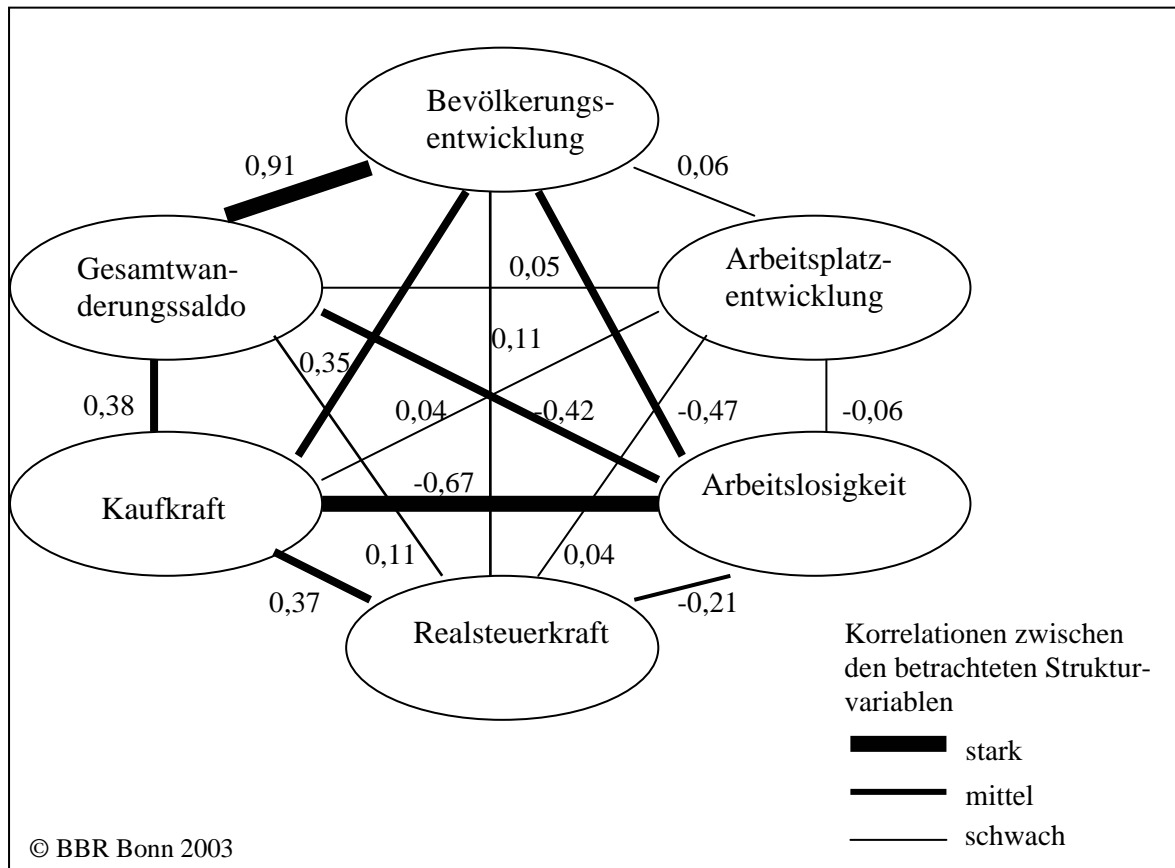 Bevölkerungs-
entwicklung
0,91
0,06
Gesamtwan-
derungssaldo
0,05
Arbeitsplatz-
entwicklung
0,35
0,11
0,38
0,04
-0,42
-0,47
-0,06
Kaufkraft
-0,67
Arbeitslosigkeit
0,11
0,04
0,37
-0,21
Realsteuerkraft
Korrelationen zwischen
den betrachteten Struktur-
variablen
stark
mittel
schwach
© BBR Bonn 2003